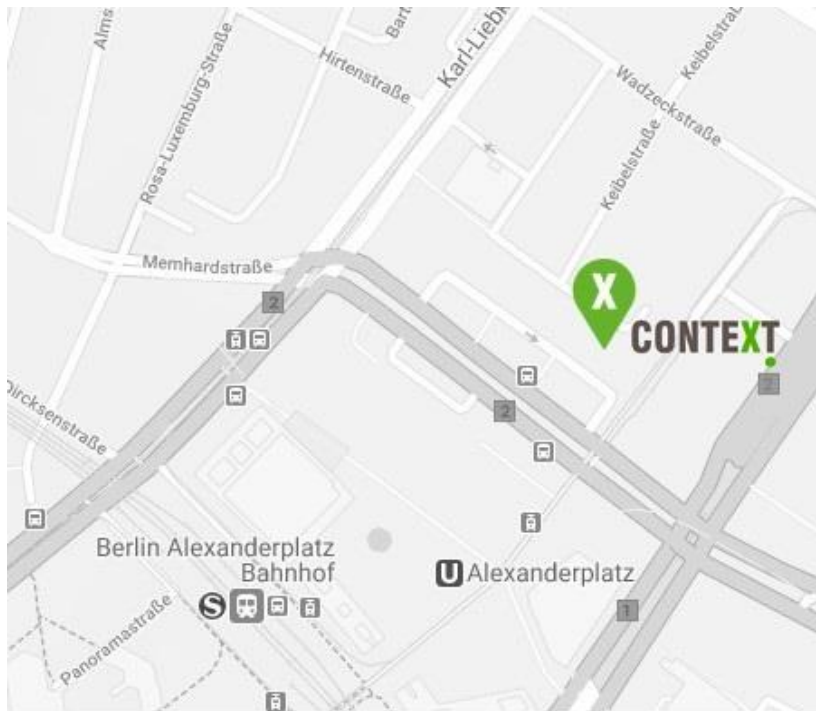 Alms
Bart
Hirtenstraße
Karl-Liebk
Keibelstraß
Wadzeckstraße
Rosa-Luxemburg-Straße
Keibelstraße
Memhardstraße
2
X
CONTEXT
2
2
Dircksenstraße
Berlin Alexanderplatz
Bahnhof
U Alexanderplatz
S
1
Panoramastraße